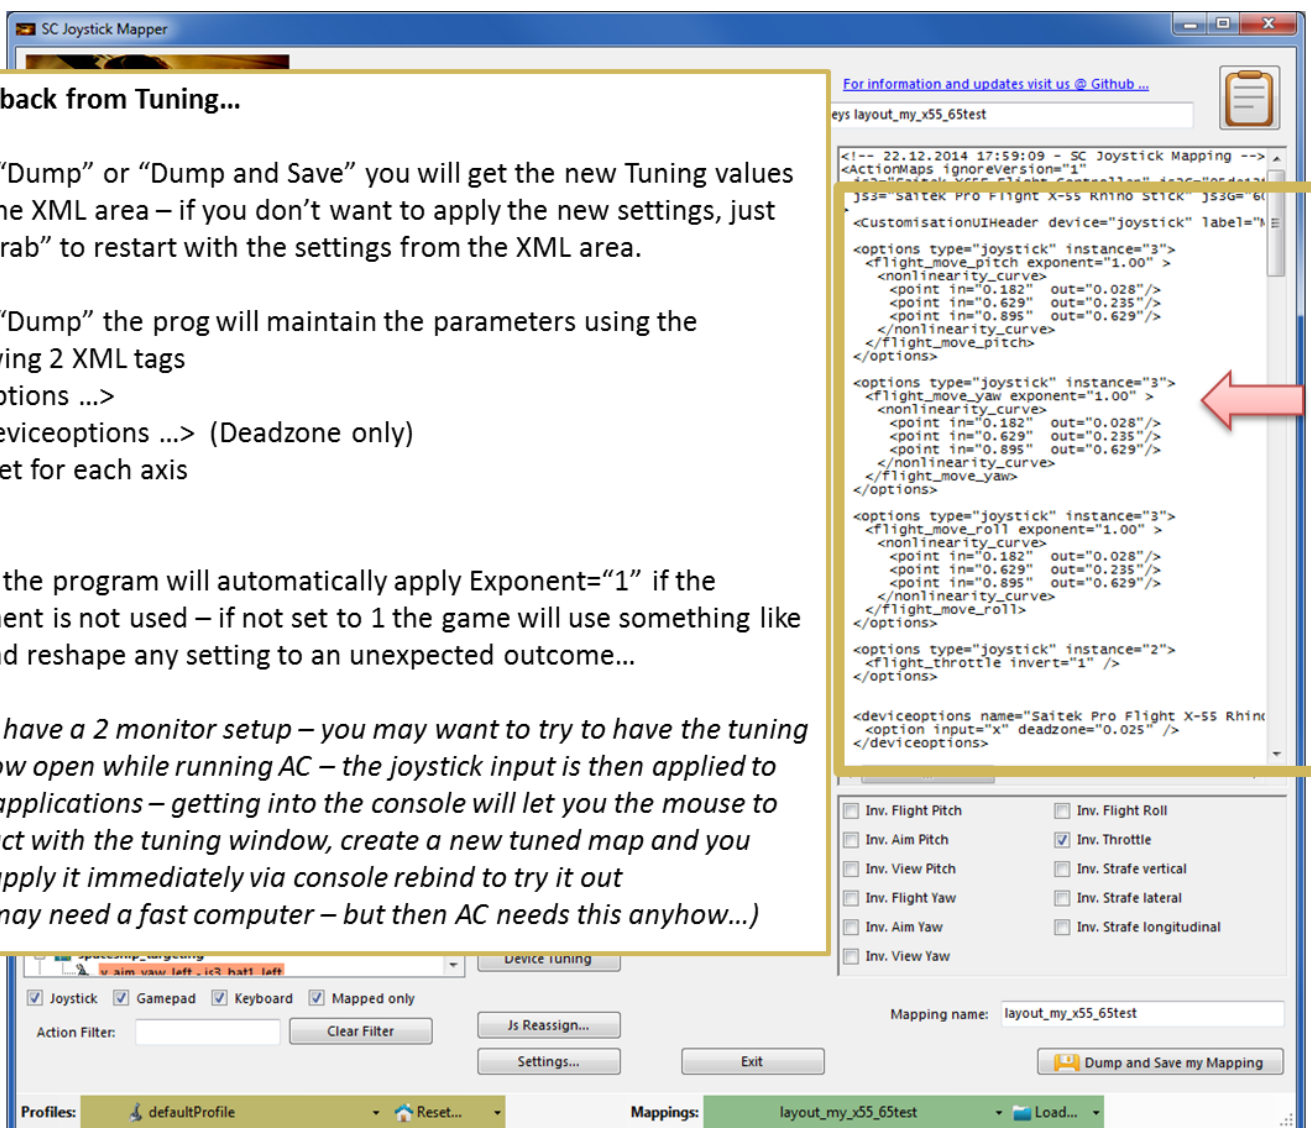 SC Joystick Mapper
For information and updates visit us @ Github ...
back from Tuning...
eys layout_my_x55_65test
"Dump" or "Dump and Save" you will get the new Tuning values
he XML area – if you don't want to apply the new settings, just
rab" to restart with the settings from the XML area.
"Dump" the prog will maintain the parameters using the
ving 2 XML tags
ptions ...>
eviceoptions ...> (Deadzone only)
et for each axis
the program will automatically apply Exponent="1" if the
nent is not used – if not set to 1 the game will use something like
nd reshape any setting to an unexpected outcome...
have a 2 monitor setup – you may want to try to have the tuning
ow open while running AC – the joystick input is then applied to
applications – getting into the console will let you the mouse to
ct with the tuning window, create a new tuned map and you
apply it immediately via console rebind to try it out
may need a fast computer – but then AC needs this anyhow...)
<!-- 22.12.2014 17:59:09 - SC Joystick Mapping -->
<ActionMaps ignoreVersion="1"
js3="Saitek Pro Flight X-55 Rhino Stick" js3G="6
>
<CustomisationUIHeader device="joystick" label="
<options type="joystick" instance="3">
<flight_move_pitch exponent="1.00" >
<nonlinearity_curve>
<point in="0.182" out="0.028"/>
<point in="0.629" out="0.235"/>
<point in="0.895" out="0.629"/>
</nonlinearity_curve>
</flight_move_pitch>
</options>
<options type="joystick" instance="3">
<flight_move_yaw exponent="1.00" >
<nonlinearity_curve>
<point in="0.182" out="0.028"/>
<point in="0.629" out="0.235"/>
<point in="0.895" out="0.629"/>
</nonlinearity_curve>
</flight_move_yaw>
</options>
<options type="joystick" instance="3">
<flight_move_roll exponent="1.00" >
<nonlinearity_curve>
<point in="0.182" out="0.028"/>
<point in="0.629" out="0.235"/>
<point in="0.895" out="0.629"/>
</nonlinearity_curve>
</flight_move_roll>
</options>
<options type="joystick" instance="2">
<flight_throttle invert="1" />
</options>
<deviceoptions name="Saitek Pro Flight X-55 Rhin
<option input="x" deadzone="0.025" />
</deviceoptions>
Inv. Flight Pitch
Inv. Flight Roll
Inv. Aim Pitch
Inv. Throttle
Inv. View Pitch
Inv. Strafe vertical
Inv. Flight Yaw
Inv. Strafe lateral
Inv. Aim Yaw
Inv. Strafe longitudinal
Inv. View Yaw
spaceship_targeting
v_aim_yaw_left - js3_hat1_left
Device Tuning
Joystick Gamepad Keyboard Mapped only
Action Filter:
Clear Filter
Js Reassign...
Mapping name: layout_my_x55_65test
Settings...
Exit
Dump and Save my Mapping
Profiles: defaultProfile Reset... Mappings: layout_my_x55_65test Load...